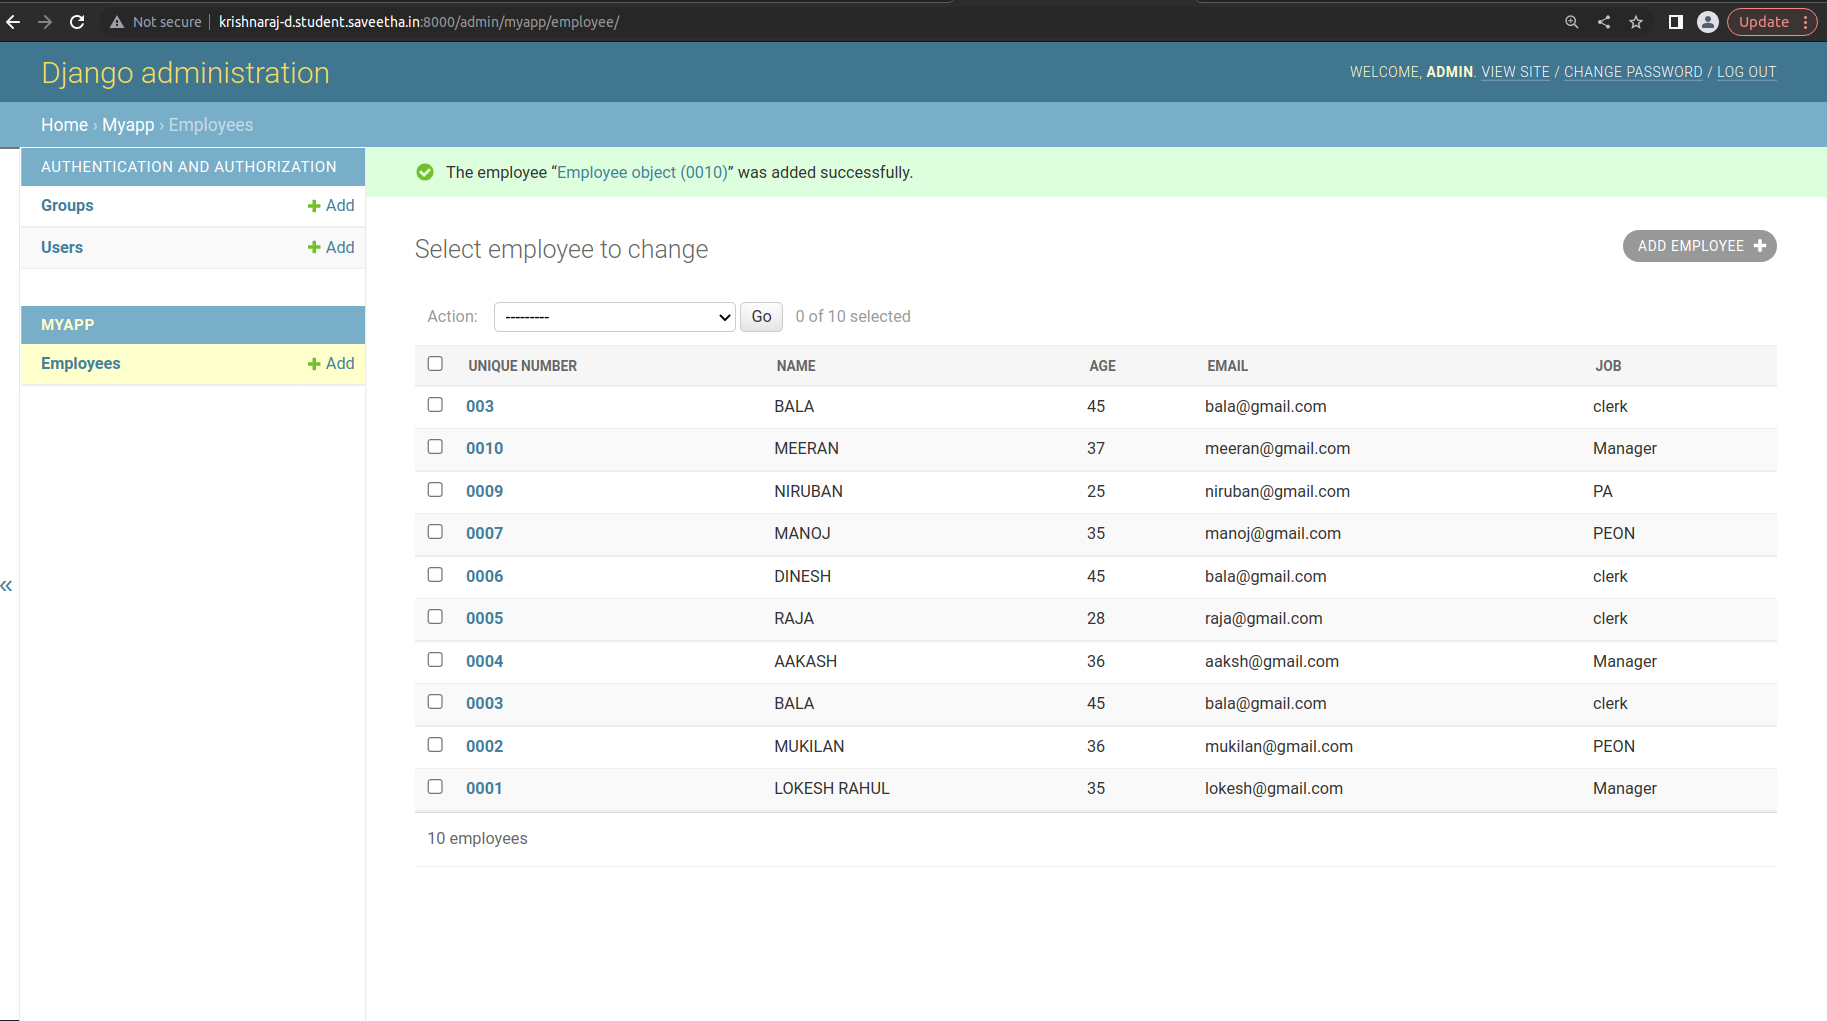 Not secure krishnaraj-d.student.saveetha.in:8000/admin/myapp/employee/ Update
Django administration
WELCOME, ADMIN. VIEW SITE / CHANGE PASSWORD / LOG OUT
Home › Myapp › Employees
AUTHENTICATION AND AUTHORIZATION
Groups Add
Users Add
MYAPP
Employees Add
«
The employee “Employee object (0010)” was added successfully.
Select employee to change
ADD EMPLOYEE
Action: --------- Go 0 of 10 selected
UNIQUE NUMBER NAME AGE EMAIL JOB
003 BALA 45 bala@gmail.com clerk
0010 MEERAN 37 meeran@gmail.com Manager
0009 NIRUBAN 25 niruban@gmail.com PA
0007 MANOJ 35 manoj@gmail.com PEON
0006 DINESH 45 bala@gmail.com clerk
0005 RAJA 28 raja@gmail.com clerk
0004 AAKASH 36 aaksh@gmail.com Manager
0003 BALA 45 bala@gmail.com clerk
0002 MUKILAN 36 mukilan@gmail.com PEON
0001 LOKESH RAHUL 35 lokesh@gmail.com Manager
10 employees